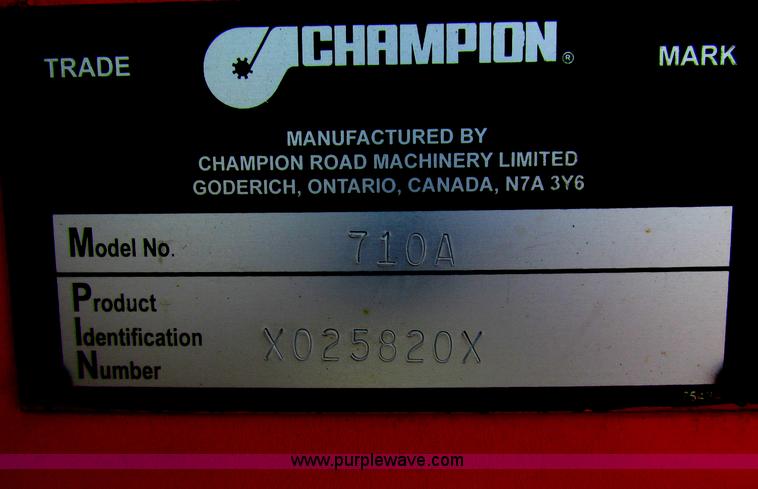 TRADE CHAMPION® MARK
MANUFACTURED BY
CHAMPION ROAD MACHINERY LIMITED
GODERICH, ONTARIO, CANADA, N7A 3Y6
Model No. 710A
Product
Identification X025820X
Number
www.purplewave.com